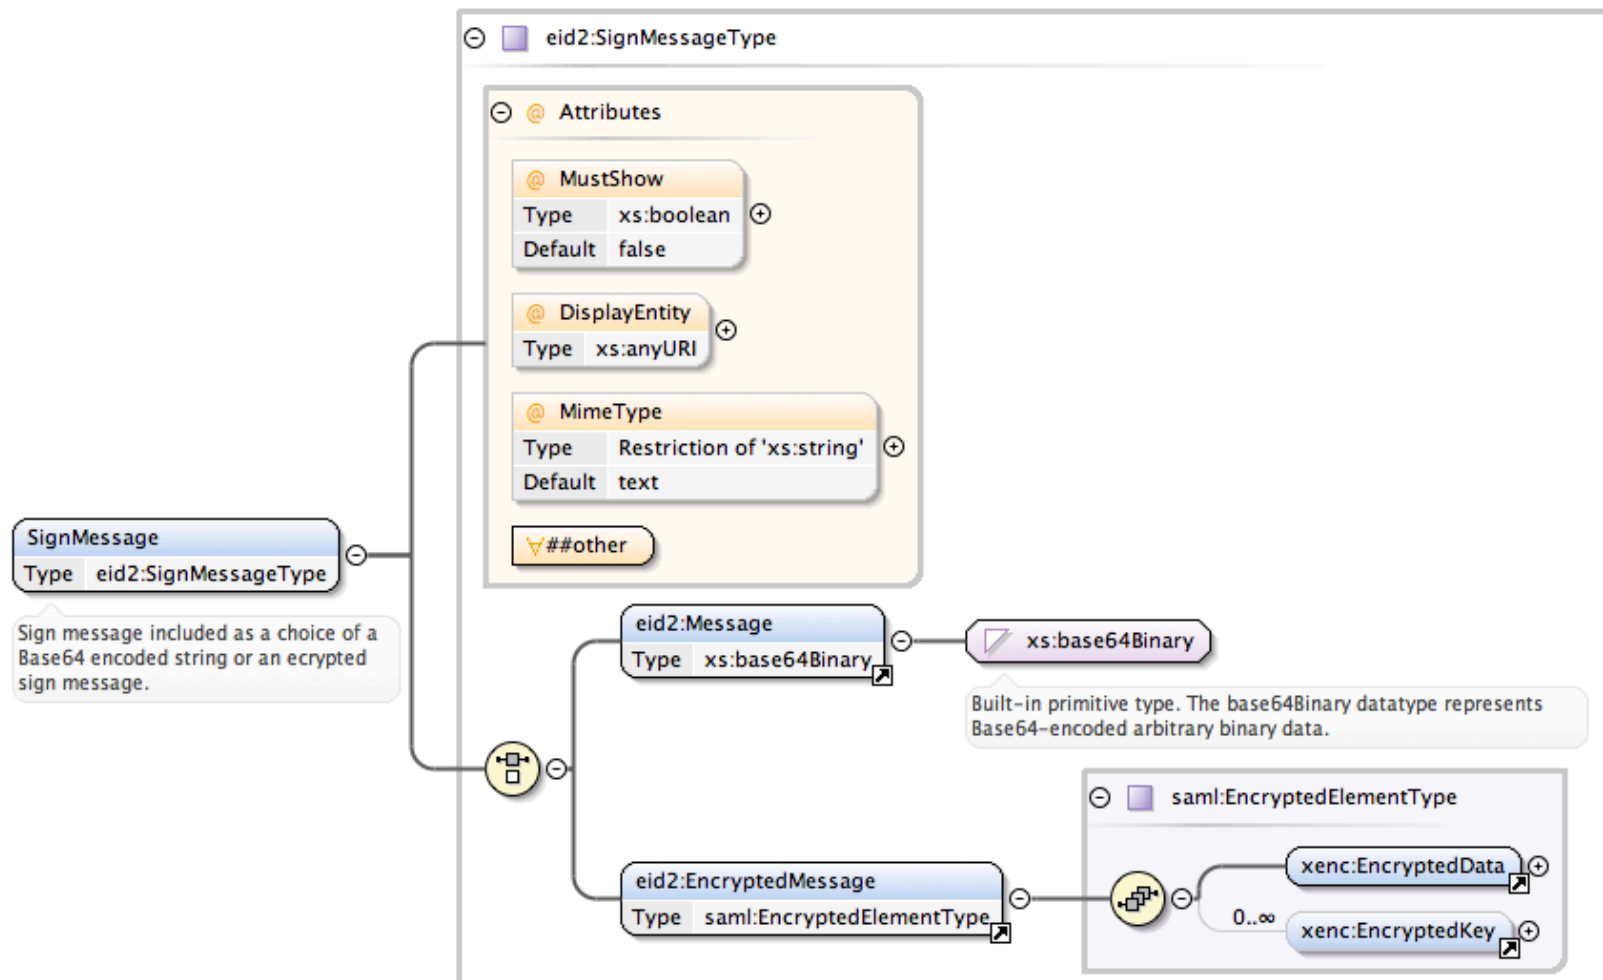 eid2:SignMessageType
@ Attributes
@ MustShow
Type xs:boolean
Default false
@ DisplayEntity
Type xs:anyURI
@ MimeType
Type Restriction of 'xs:string'
Default text
##other
SignMessage
Type eid2:SignMessageType
Sign message included as a choice of a
Base64 encoded string or an ecrypted
sign message.
eid2:Message
Type xs:base64Binary
xs:base64Binary
Built-in primitive type. The base64Binary datatype represents
Base64-encoded arbitrary binary data.
saml:EncryptedElementType
eid2:EncryptedMessage
Type saml:EncryptedElementType
xenc:EncryptedData
0..∞
xenc:EncryptedKey